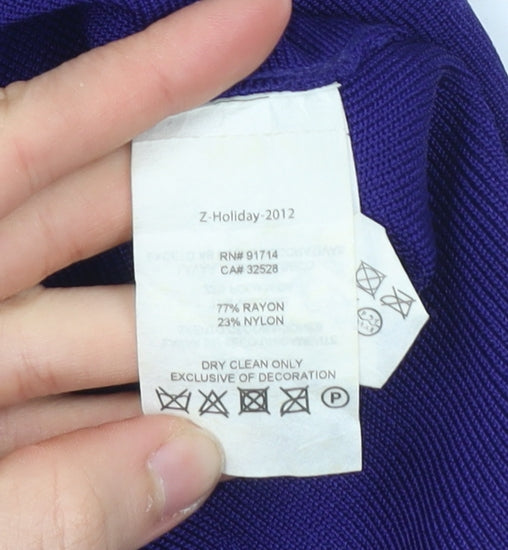 Z-Holiday-2012
RN# 91714
CA# 32528
77% RAYON
23% NYLON
DRY CLEAN ONLY
EXCLUSIVE OF DECORATION
P